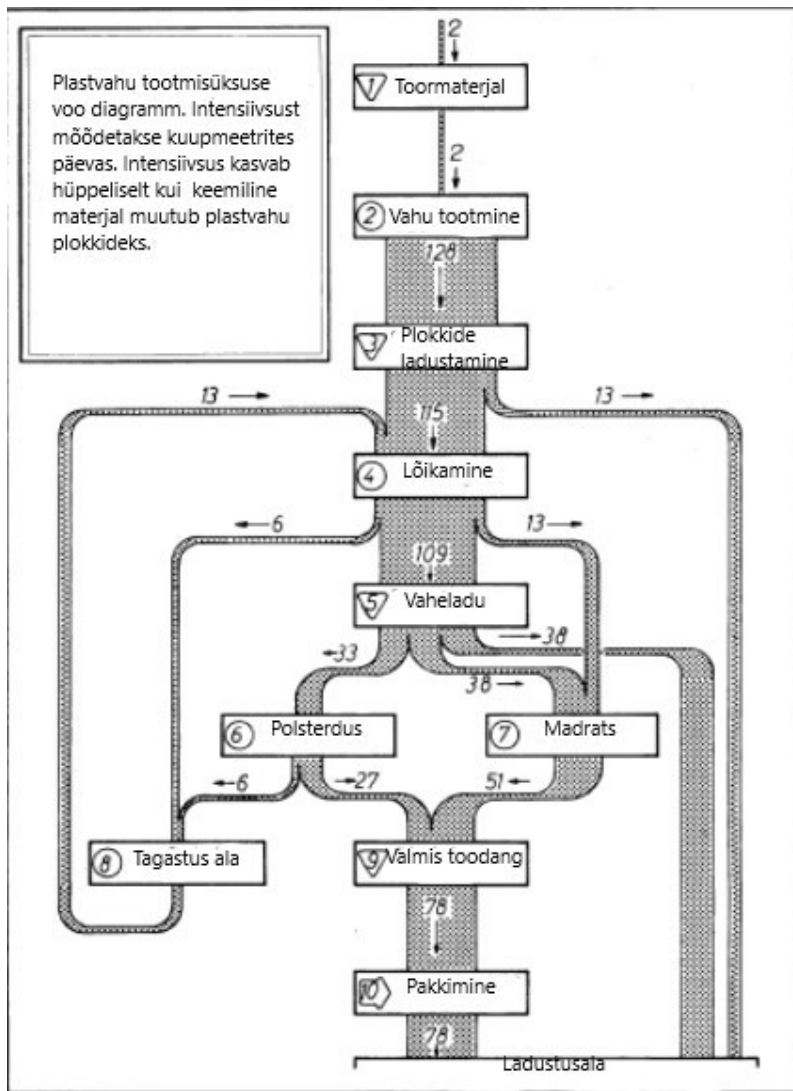 Plastvahu tootmisüksuse
voo diagramm. Intensiivsust
mõõdetakse kuupmeetrites
päevas. Intensiivsus kasvab
hüppeliselt kui keemiline
materjal muutub plastvahu
plokkideks.
2
1 Toormaterjal
2
2 Vahu tootmine
128
3 Plokkide
ladustamine
13
115
13
4 Lõikamine
6
13
109
5 Vaheladu
33
38
38
6 Polsterdus
7 Madrats
6
27
51
8 Tagastus ala
9 Valmis toodang
78
10 Pakkimine
78
Ladustusala